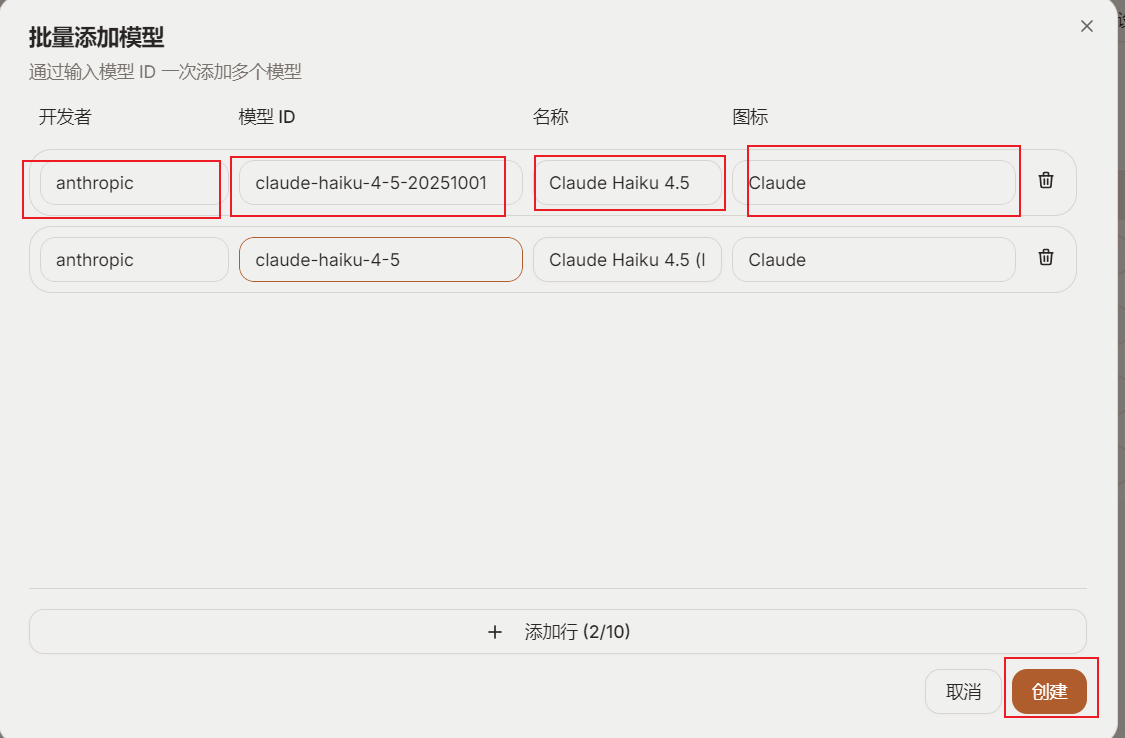 批量添加模型
通过输入模型 ID 一次添加多个模型
开发者 模型 ID 名称 图标
anthropic claude-haiku-4-5-20251001 Claude Haiku 4.5 Claude
anthropic claude-haiku-4-5 Claude Haiku 4.5 ( Claude
+ 添加行 (2/10)
取消 创建